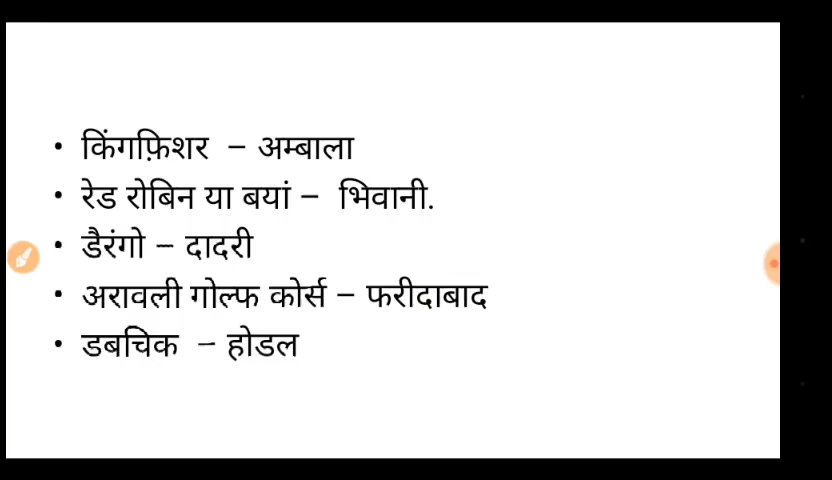 • किंगफ़िशर – अम्बाला
• रेड रोबिन या बयां – भिवानी.
• डैरंगो – दादरी
• अरावली गोल्फ कोर्स – फरीदाबाद
• डबचिक – होडल